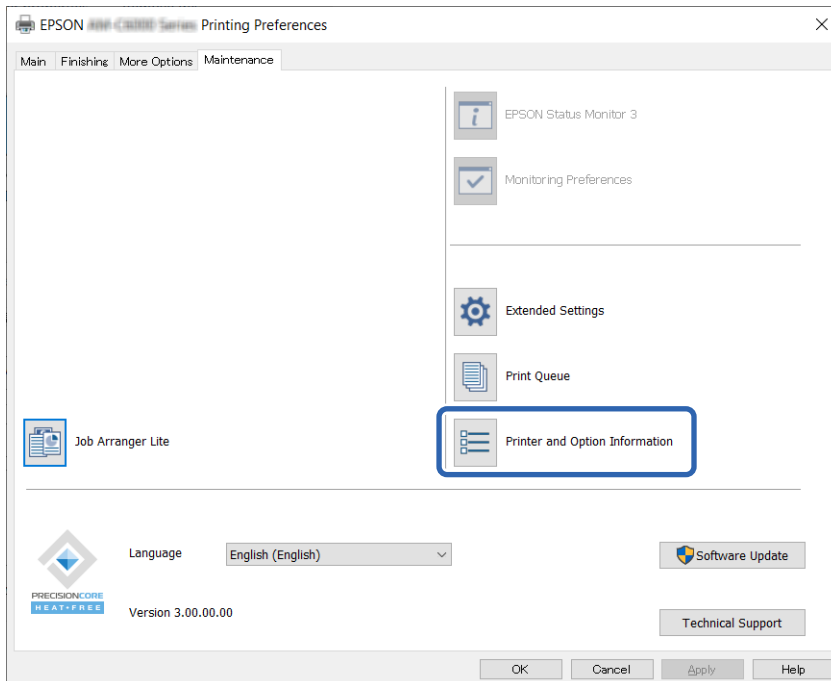 EPSON Series Printing Preferences
Main Finishing More Options Maintenance
EPSON Status Monitor 3
Monitoring Preferences
Extended Settings
Print Queue
Job Arranger Lite
Printer and Option Information
Language English (English)
Software Update
PRECISIONCORE
HEAT-FREE
Version 3.00.00.00
Technical Support
OK Cancel Apply Help